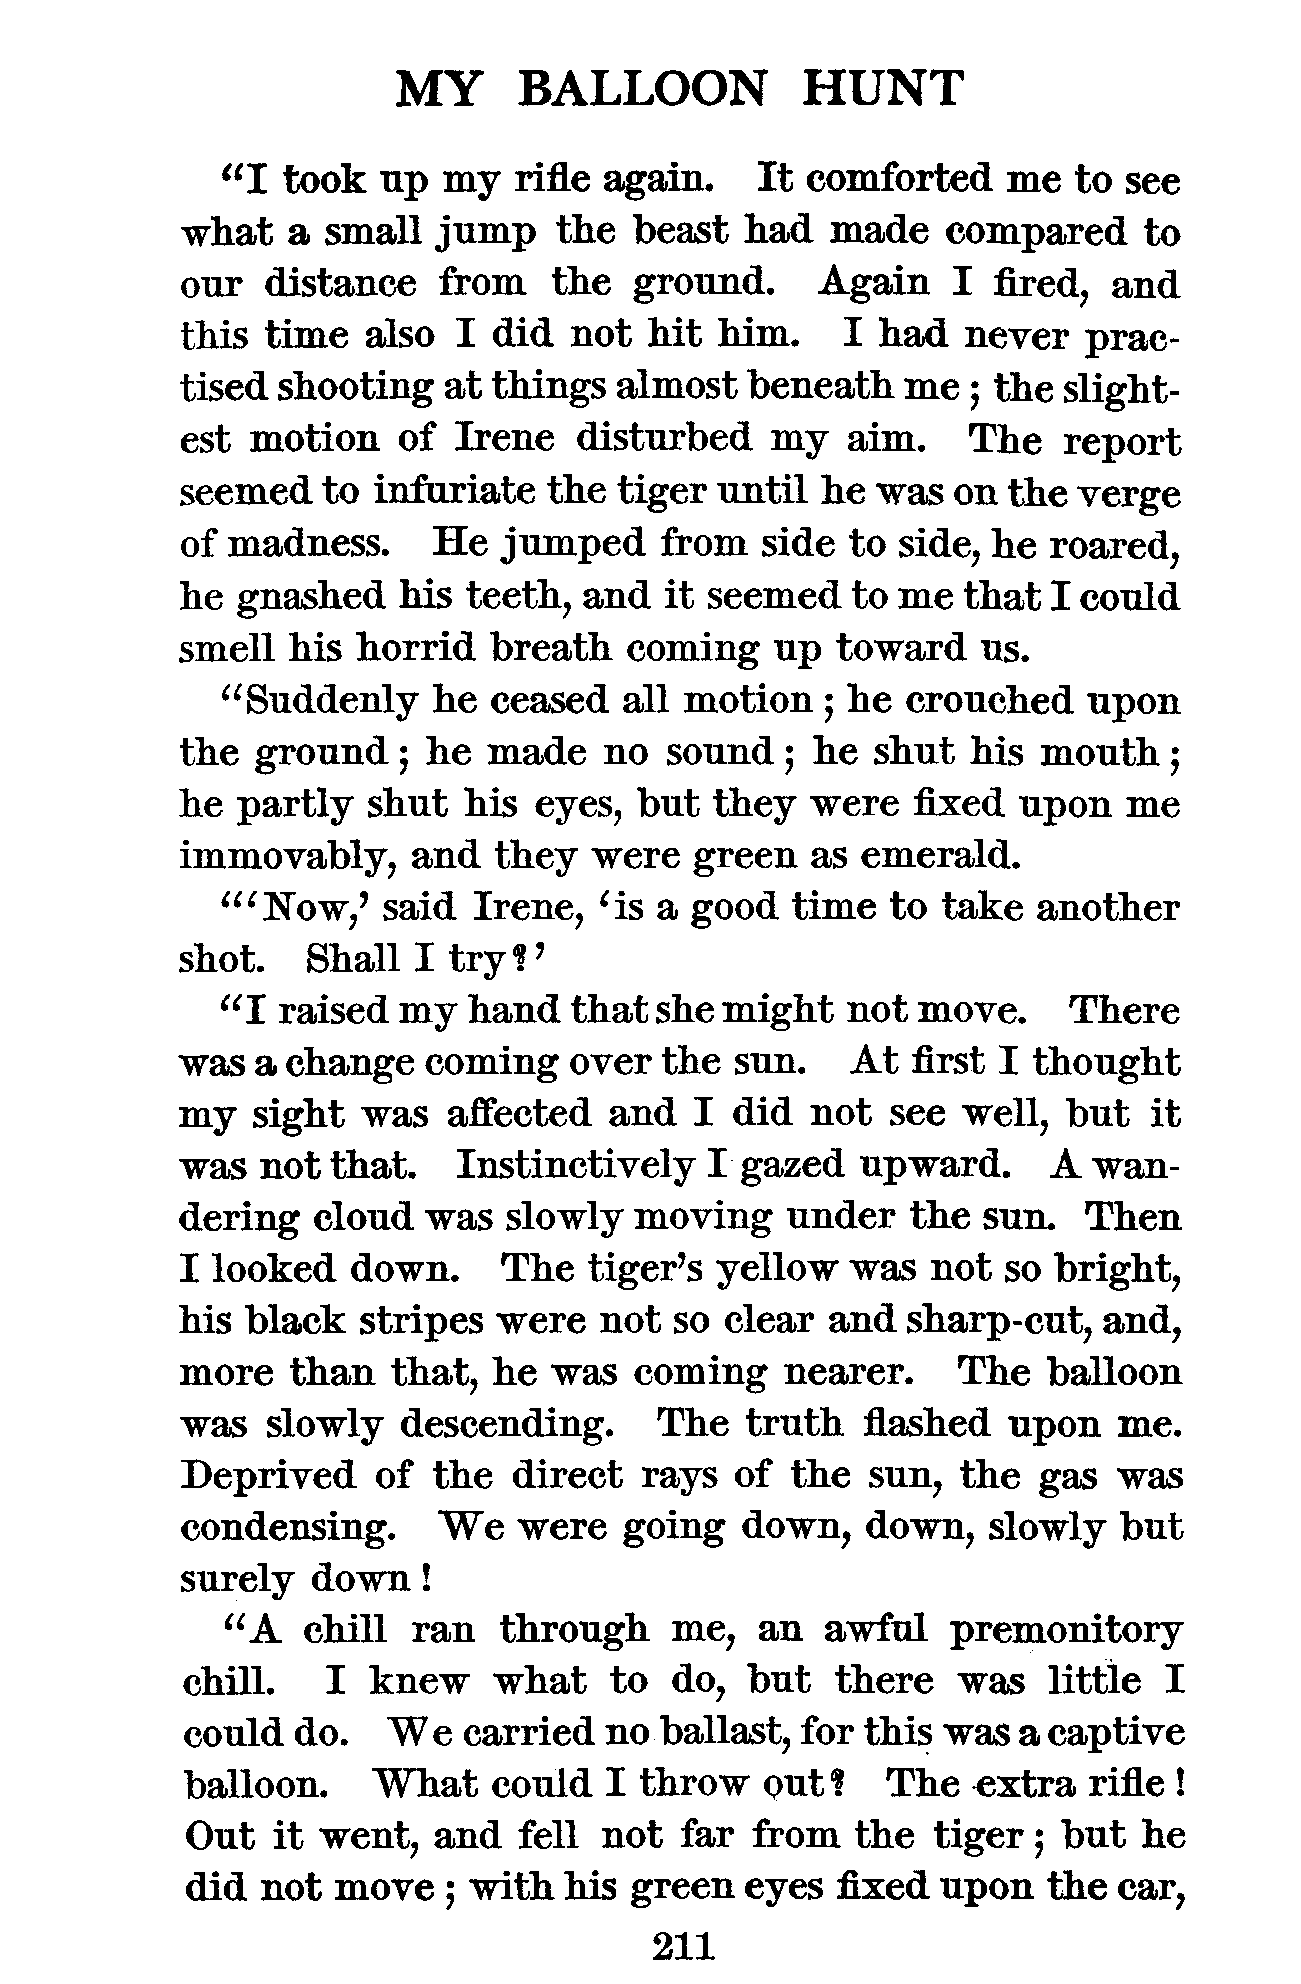 MY BALLOON HUNT
“I took up my rifle again. It comforted me to see
what a small jump the beast had made compared to
our distance from the ground. Again I fired, and
this time also I did not hit him. I had never prac-
tised shooting at things almost beneath me ; the slight-
est motion of Irene disturbed my aim. The report
seemed to infuriate the tiger until he was on the verge
of madness. He jumped from side to side, he roared,
he gnashed his teeth, and it seemed to me that I could
smell his horrid breath coming up toward us.
“Suddenly he ceased all motion ; he crouched upon
the ground ; he made no sound ; he shut his mouth ;
he partly shut his eyes, but they were fixed upon me
immovably, and they were green as emerald.
“‘Now,’ said Irene, ‘is a good time to take another
shot. Shall I try?’
“I raised my hand that she might not move. There
was a change coming over the sun. At first I thought
my sight was affected and I did not see well, but it
was not that. Instinctively I gazed upward. A wan-
dering cloud was slowly moving under the sun. Then
I looked down. The tiger’s yellow was not so bright,
his black stripes were not so clear and sharp-cut, and,
more than that, he was coming nearer. The balloon
was slowly descending. The truth flashed upon me.
Deprived of the direct rays of the sun, the gas was
condensing. We were going down, down, slowly but
surely down !
“A chill ran through me, an awful premonitory
chill. I knew what to do, but there was little I
could do. We carried no ballast, for this was a captive
balloon. What could I throw out? The extra rifle !
Out it went, and fell not far from the tiger ; but he
did not move ; with his green eyes fixed upon the car,
211